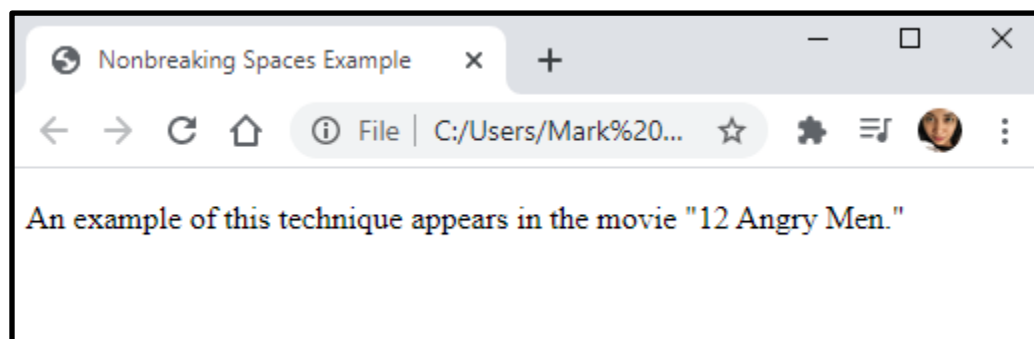 Nonbreaking Spaces Example
File | C:/Users/Mark%20...
An example of this technique appears in the movie "12 Angry Men."